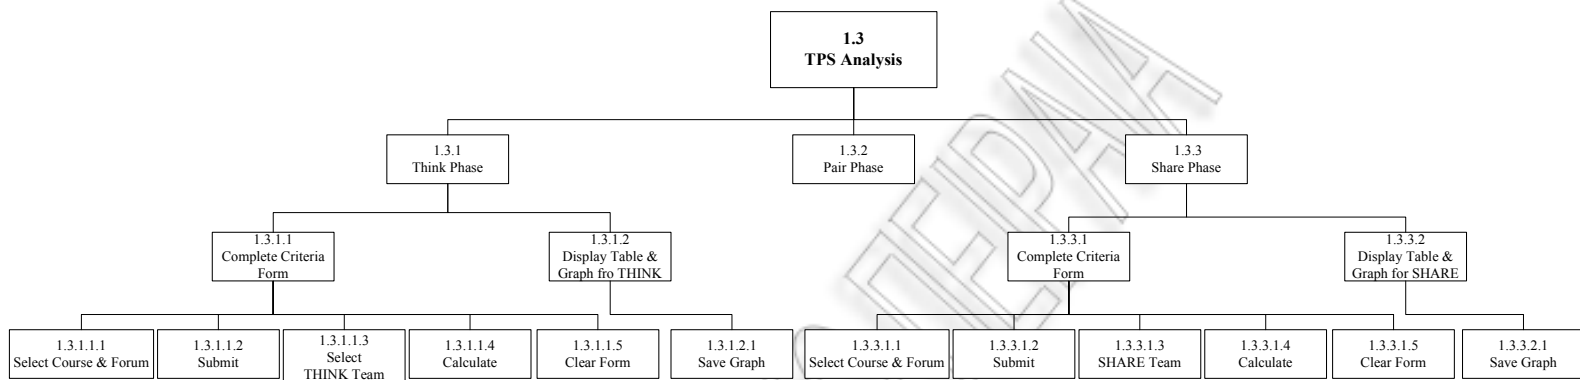 1.3
TPS Analysis
1.3.1
Think Phase
1.3.2
Pair Phase
1.3.3
Share Phase
1.3.1.1
Complete Criteria
Form
1.3.1.2
Display Table &
Graph fro THINK
1.3.3.1
Complete Criteria
Form
1.3.3.2
Display Table &
Graph for SHARE
1.3.1.1.1
Select Course & Forum
1.3.1.1.2
Submit
1.3.1.1.3
Select
THINK Team
1.3.1.1.4
Calculate
1.3.1.1.5
Clear Form
1.3.1.2.1
Save Graph
1.3.3.1.1
Select Course & Forum
1.3.3.1.2
Submit
1.3.3.1.3
SHARE Team
1.3.3.1.4
Calculate
1.3.3.1.5
Clear Form
1.3.3.2.1
Save Graph